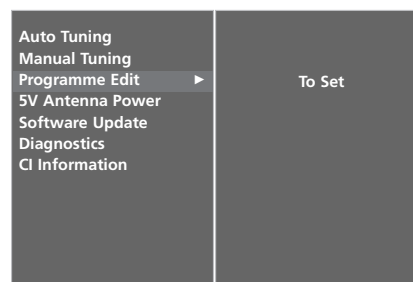 Auto Tuning
Manual Tuning
Programme Edit ►
To Set
5V Antenna Power
Software Update
Diagnostics
CI Information